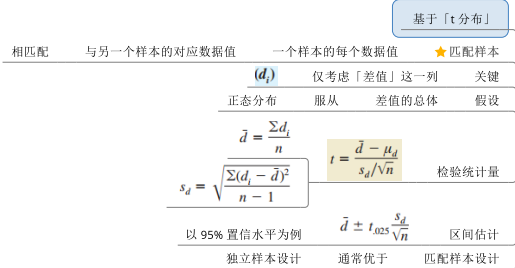 基于「t 分布」
相匹配 与另一个样本的对应数据值 一个样本的每个数据值 ⭐匹配样本
(dᵢ) 仅考虑「差值」这一列 关键
正态分布 服从 差值的总体 假设
d̄ = Σdᵢ / n
t = (d̄ − μ_d) / (s_d/√n)
s_d = √(Σ(dᵢ − d̄)² / (n − 1))
检验统计量
以 95% 置信水平为例 d̄ ± t.₀₂₅ s_d/√n 区间估计
独立样本设计 通常优于 匹配样本设计